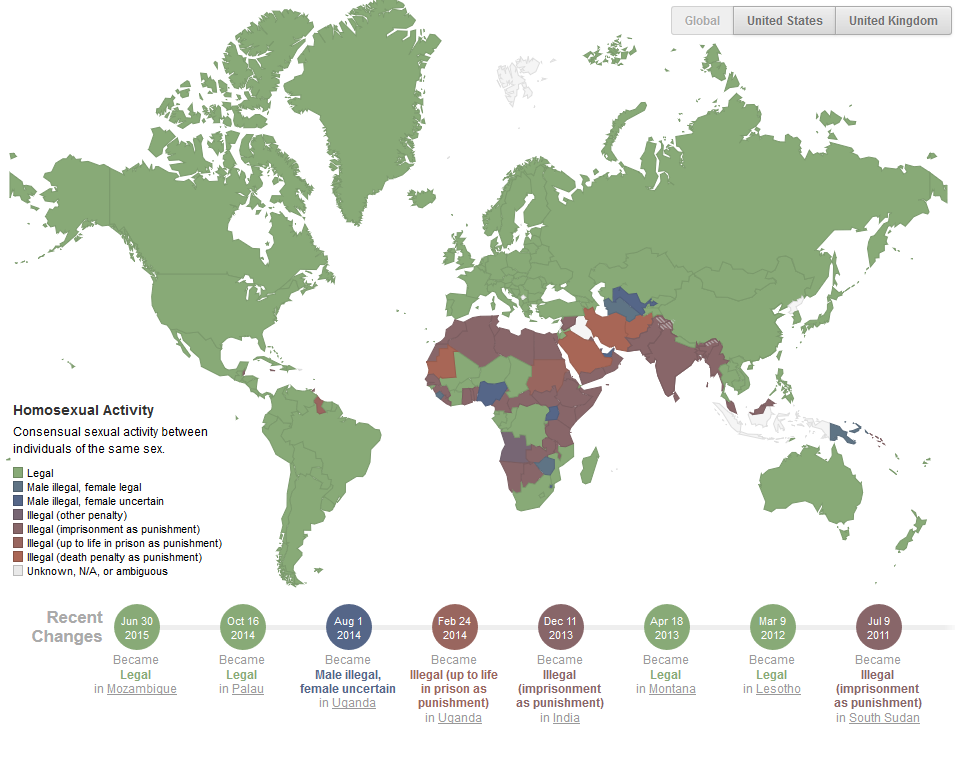 Global United States United Kingdom
Homosexual Activity
Consensual sexual activity between
individuals of the same sex.
Legal
Male illegal, female legal
Male illegal, female uncertain
Illegal (other penalty)
Illegal (imprisonment as punishment)
Illegal (up to life in prison as punishment)
Illegal (death penalty as punishment)
Unknown, N/A, or ambiguous
Recent
Changes
Jun 30
2015
Became
Legal
in Mozambique
Oct 16
2014
Became
Legal
in Palau
Aug 1
2014
Became
Male illegal,
female uncertain
in Uganda
Feb 24
2014
Became
Illegal (up to life
in prison as
punishment)
in Uganda
Dec 11
2013
Became
Illegal
(imprisonment
as punishment)
in India
Apr 18
2013
Became
Legal
in Montana
Mar 9
2012
Became
Legal
in Lesotho
Jul 9
2011
Became
Illegal
(imprisonment
as punishment)
in South Sudan